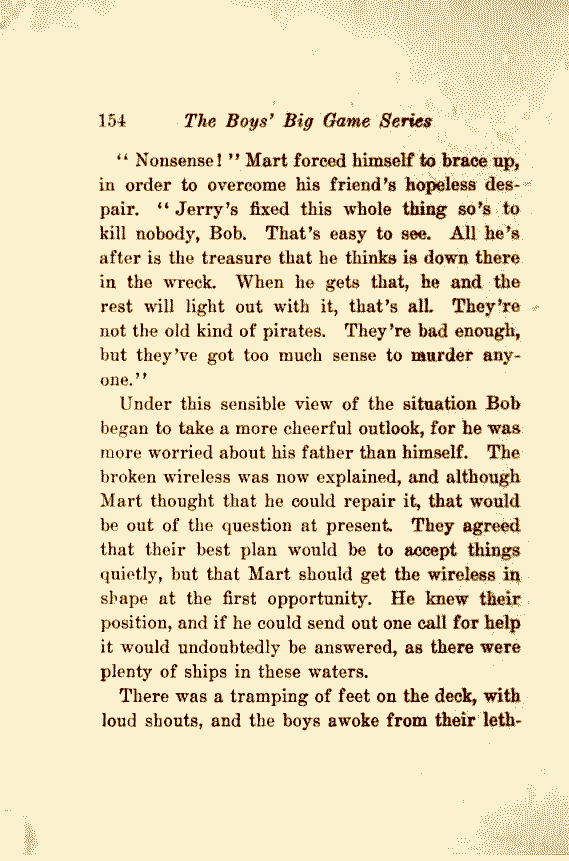 154 The Boys' Big Game Series
“ Nonsense! ” Mart forced himself to brace up,
in order to overcome his friend's hopeless des-
pair. “ Jerry's fixed this whole thing so's to
kill nobody, Bob. That's easy to see. All he's
after is the treasure that he thinks is down there
in the wreck. When he gets that, he and the
rest will light out with it, that's all. They're
not the old kind of pirates. They're bad enough,
but they've got too much sense to murder any-
one.”
Under this sensible view of the situation Bob
began to take a more cheerful outlook, for he was
more worried about his father than himself. The
broken wireless was now explained, and although
Mart thought that he could repair it, that would
be out of the question at present. They agreed
that their best plan would be to accept things
quietly, but that Mart should get the wireless in
shape at the first opportunity. He knew their
position, and if he could send out one call for help
it would undoubtedly be answered, as there were
plenty of ships in these waters.
There was a tramping of feet on the deck, with
loud shouts, and the boys awoke from their leth-